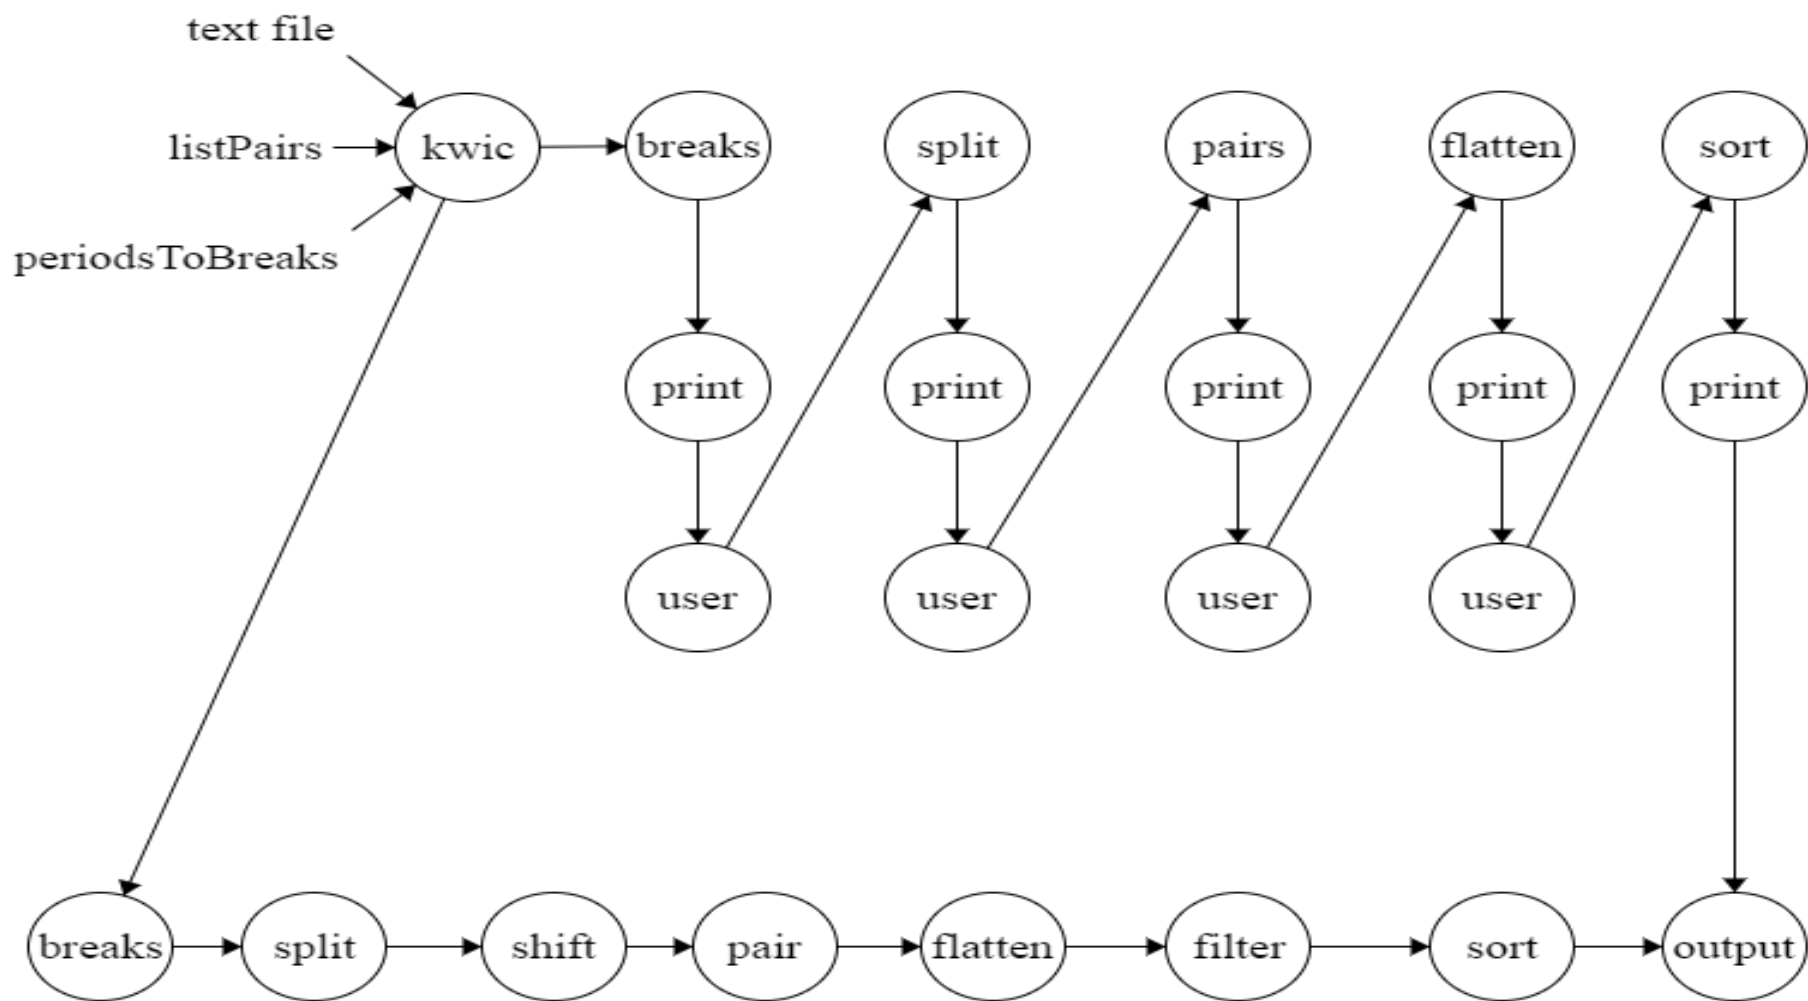 text file
listPairs
kwic
breaks
split
pairs
flatten
sort
periodsToBreaks
print
print
print
print
print
user
user
user
user
breaks
split
shift
pair
flatten
filter
sort
output